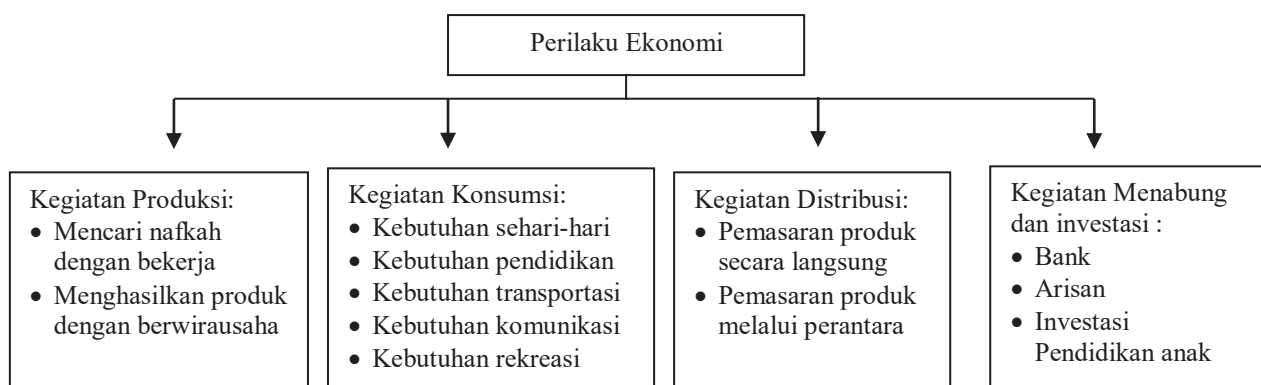 Perilaku Ekonomi
Kegiatan Produksi:
• Mencari nafkah
dengan bekerja
• Menghasilkan produk
dengan berwirausaha
Kegiatan Konsumsi:
• Kebutuhan sehari-hari
• Kebutuhan pendidikan
• Kebutuhan transportasi
• Kebutuhan komunikasi
• Kebutuhan rekreasi
Kegiatan Distribusi:
• Pemasaran produk
secara langsung
• Pemasaran produk
melalui perantara
Kegiatan Menabung
dan investasi :
• Bank
• Arisan
• Investasi
Pendidikan anak